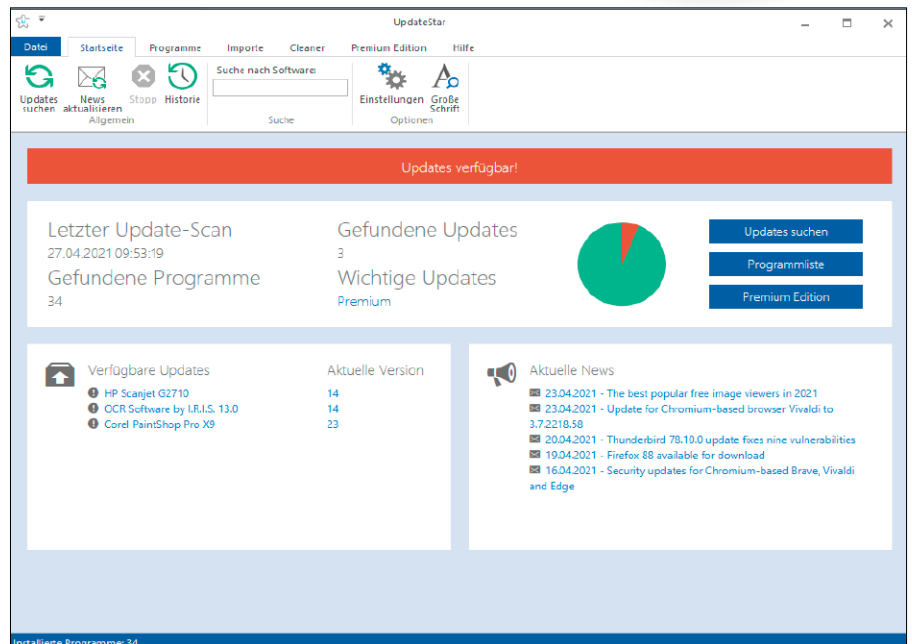 UpdateStar
Datei Startseite Programme Importe Cleaner Premium Edition Hilfe
Updates suchen
News aktualisieren
Stopp
Historie
Allgemein
Suche nach Software:
Suche
Einstellungen
Große Schrift
Optionen
Updates verfügbar!
Letzter Update-Scan
27.04.2021 09:53:19
Gefundene Programme
34
Gefundene Updates
3
Wichtige Updates
Premium
Updates suchen
Programmliste
Premium Edition
Verfügbare Updates Aktuelle Version
HP Scanjet G2710 14
OCR Software by I.R.I.S. 13.0 14
Corel PaintShop Pro X9 23
Aktuelle News
23.04.2021 - The best popular free image viewers in 2021
23.04.2021 - Update for Chromium-based browser Vivaldi to
3.7.2218.58
20.04.2021 - Thunderbird 78.10.0 update fixes nine vulnerabilities
19.04.2021 - Firefox 88 available for download
16.04.2021 - Security updates for Chromium-based Brave, Vivaldi
and Edge
Installierte Programme: 34